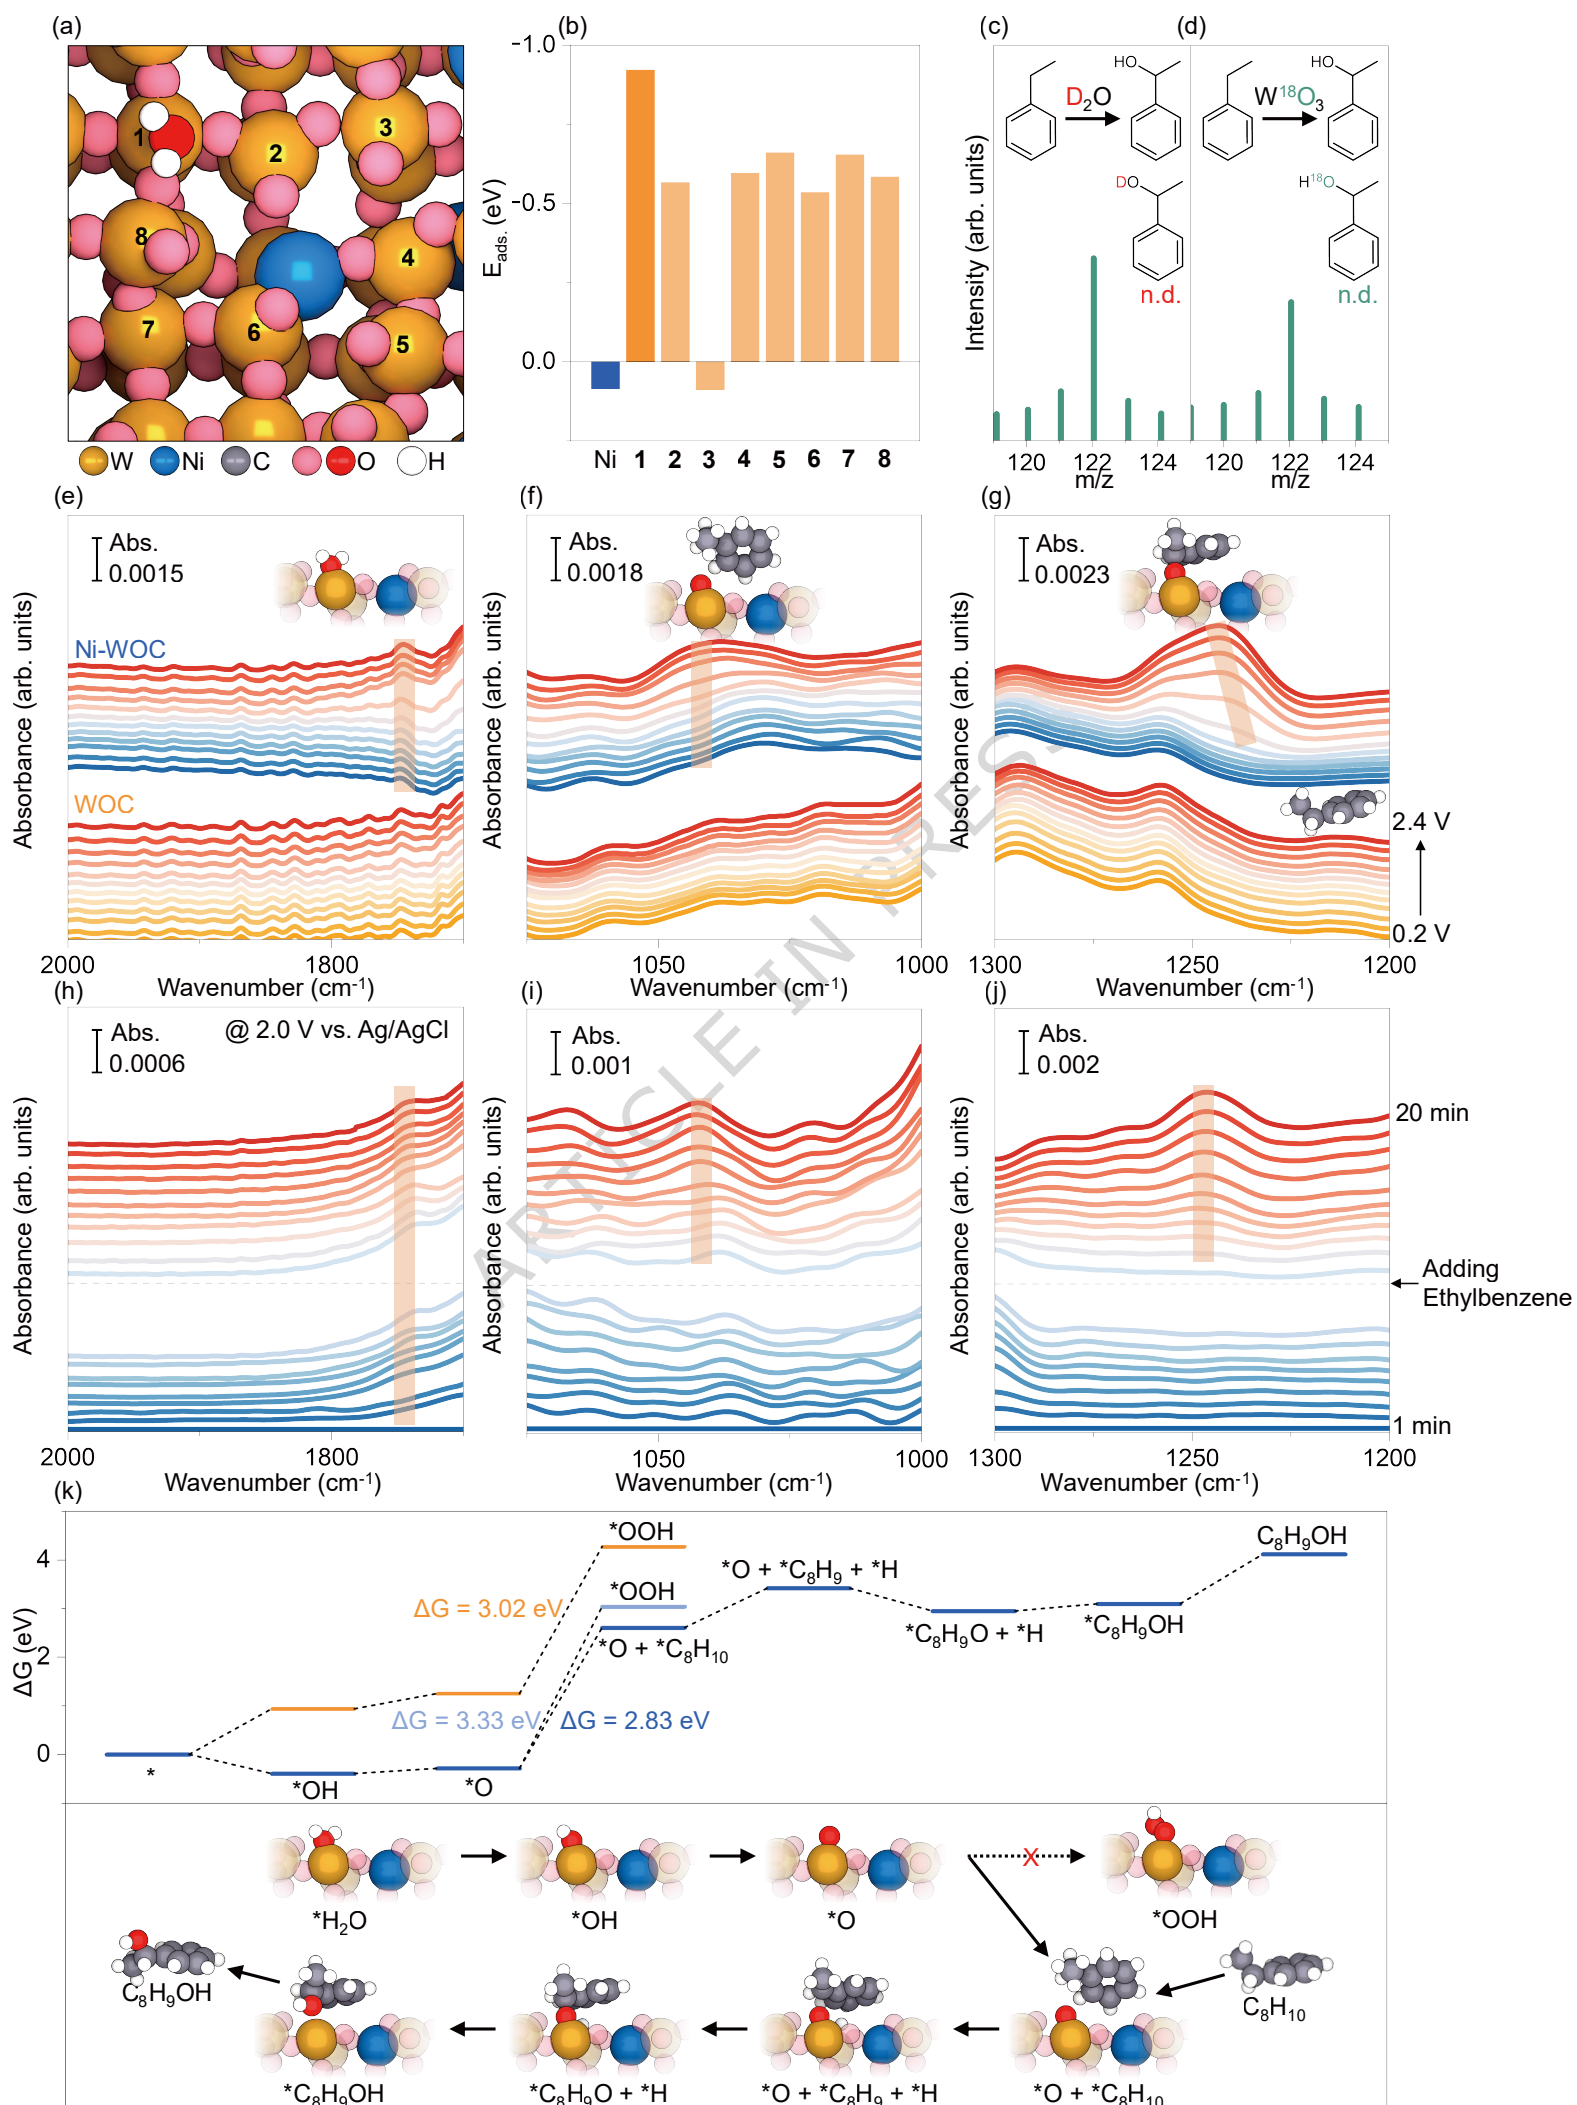 (a)
1
2
3
8
4
7
6
5
W Ni C O H
(b)
E_ads. (eV)
−1.0
−0.5
0.0
Ni 1 2 3 4 5 6 7 8
(c) (d)
Intensity (arb. units)
HO
D₂O
DO
n.d.
HO
W¹⁸O₃
H¹⁸O
n.d.
120 122 124
m/z
120 122 124
m/z
(e)
Abs.
0.0015
Ni-WOC
WOC
Absorbance (arb. units)
2000 1800
Wavenumber (cm⁻¹)
(f)
Abs.
0.0018
Absorbance (arb. units)
1050 1000
Wavenumber (cm⁻¹)
(g)
Abs.
0.0023
Absorbance (arb. units)
2.4 V
0.2 V
1300 1250 1200
Wavenumber (cm⁻¹)
(h)
Abs.
0.0006
@ 2.0 V vs. Ag/AgCl
Absorbance (arb. units)
2000 1800
Wavenumber (cm⁻¹)
(i)
Abs.
0.001
Absorbance (arb. units)
1050 1000
Wavenumber (cm⁻¹)
(j)
Abs.
0.002
Absorbance (arb. units)
20 min
Adding
Ethylbenzene
1 min
1300 1250 1200
Wavenumber (cm⁻¹)
ARTICLE IN PRESS
(k)
ΔG (eV)
4
2
0
*
*OH
*O
*OOH
*OOH
*O + *C₈H₁₀
*O + *C₈H₉ + *H
*C₈H₉O + *H
*C₈H₉OH
C₈H₉OH
ΔG = 3.02 eV
ΔG = 3.33 eV
ΔG = 2.83 eV
*H₂O
*OH
*O
X
*OOH
C₈H₉OH
C₈H₁₀
*C₈H₉OH
*C₈H₉O + *H
*O + *C₈H₉ + *H
*O + *C₈H₁₀